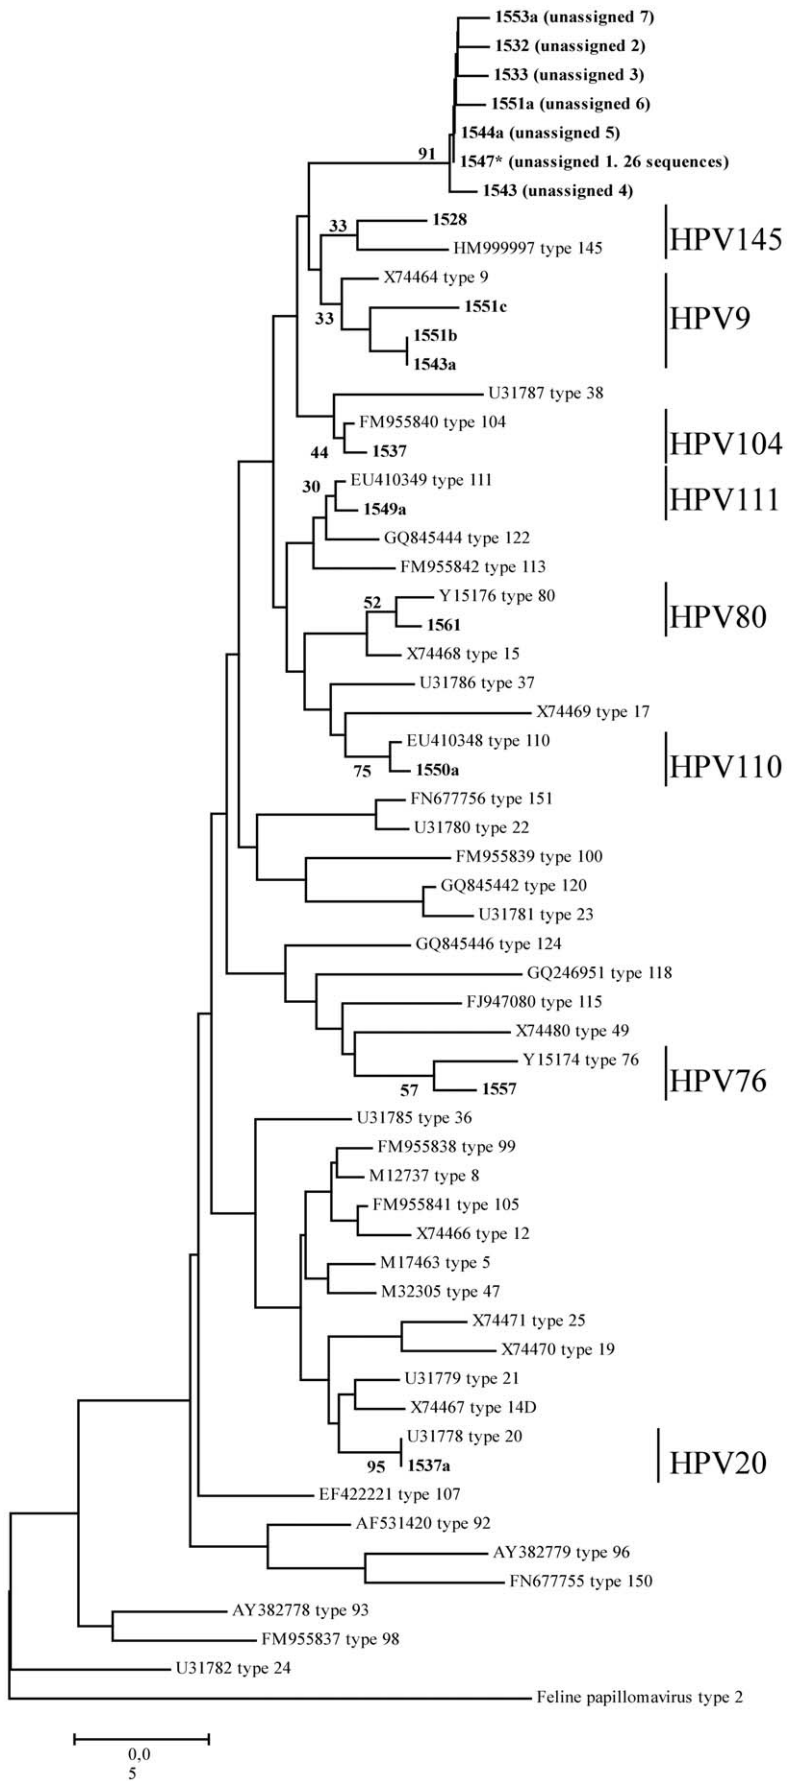 1553a (unassigned 7)
1532 (unassigned 2)
1533 (unassigned 3)
1551a (unassigned 6)
1544a (unassigned 5)
91
1547* (unassigned 1. 26 sequences)
1543 (unassigned 4)
33
1528
HPV145
HM999997 type 145
X74464 type 9
1551c
33
HPV9
1551b
1543a
U31787 type 38
FM955840 type 104
HPV104
44
1537
30
EU410349 type 111
HPV111
1549a
GQ845444 type 122
FM955842 type 113
52
Y15176 type 80
HPV80
1561
X74468 type 15
U31786 type 37
X74469 type 17
EU410348 type 110
HPV110
75
1550a
FN677756 type 151
U31780 type 22
FM955839 type 100
GQ845442 type 120
U31781 type 23
GQ845446 type 124
GQ246951 type 118
FJ947080 type 115
X74480 type 49
Y15174 type 76
HPV76
57
1557
U31785 type 36
FM955838 type 99
M12737 type 8
FM955841 type 105
X74466 type 12
M17463 type 5
M32305 type 47
X74471 type 25
X74470 type 19
U31779 type 21
X74467 type 14D
U31778 type 20
HPV20
95
1537a
EF422221 type 107
AF531420 type 92
AY382779 type 96
FN677755 type 150
AY382778 type 93
FM955837 type 98
U31782 type 24
Feline papillomavirus type 2
0,0
5